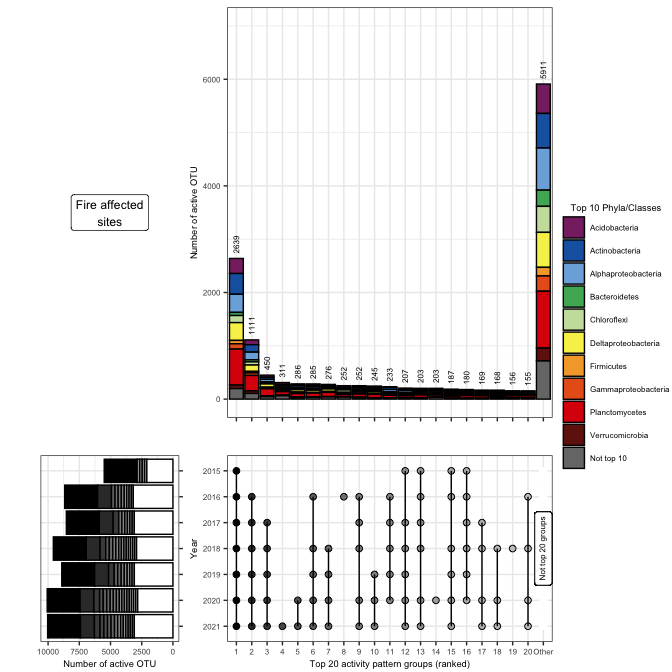 Fire affected
sites
Number of active OTU
6000
4000
2000
0
2639
1111
450
311
286
285
276
252
252
245
233
207
203
203
187
180
169
168
156
155
5911
Top 10 Phyla/Classes
Acidobacteria
Actinobacteria
Alphaproteobacteria
Bacteroidetes
Chloroflexi
Deltaproteobacteria
Firmicutes
Gammaproteobacteria
Planctomycetes
Verrucomicrobia
Not top 10
10000 7500 5000 2500 0
Number of active OTU
Year
2015
2016
2017
2018
2019
2020
2021
Not top 20 groups
1 2 3 4 5 6 7 8 9 10 11 12 13 14 15 16 17 18 19 20 Other
Top 20 activity pattern groups (ranked)